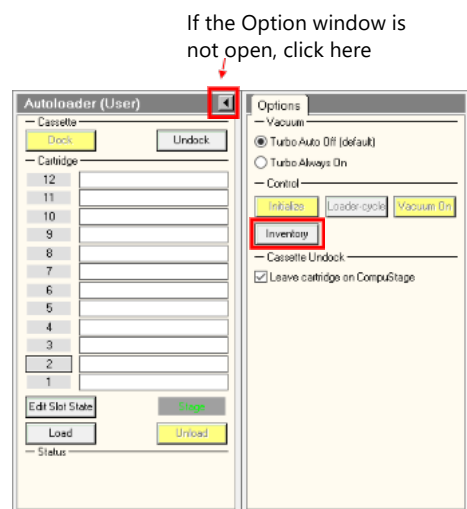 If the Option window is
not open, click here
Autoloader (User)
Cassette
Dock
Undock
Cartridge
12
11
10
9
8
7
6
5
4
3
2
1
Edit Slot State
Stage
Load
Unload
Status
Options
Vacuum
Turbo Auto Off (default)
Turbo Always On
Control
Initialize
Loader-cycle
Vacuum On
Inventory
Cassette Undock
Leave cartridge on CompuStage